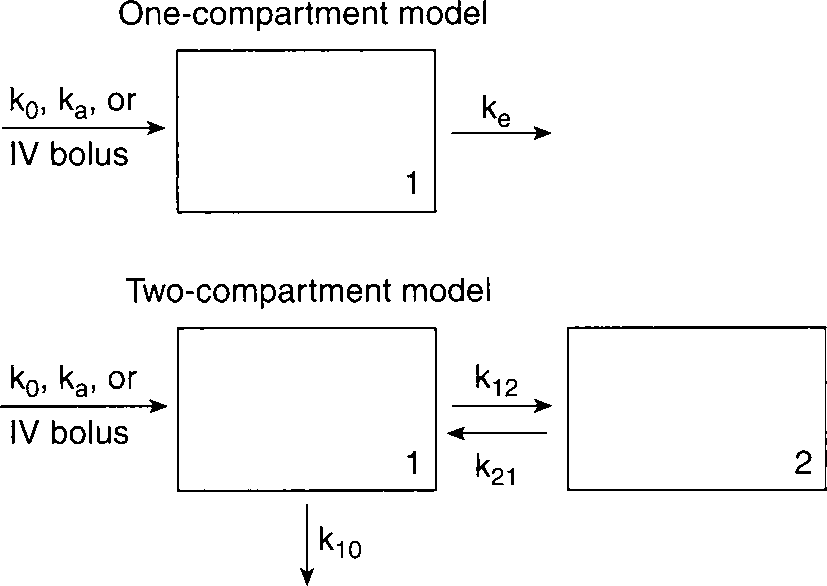 One-compartment model
k0, ka, or
IV bolus
ke
1
Two-compartment model
k0, ka, or
IV bolus
k12
k21
1
2
k10